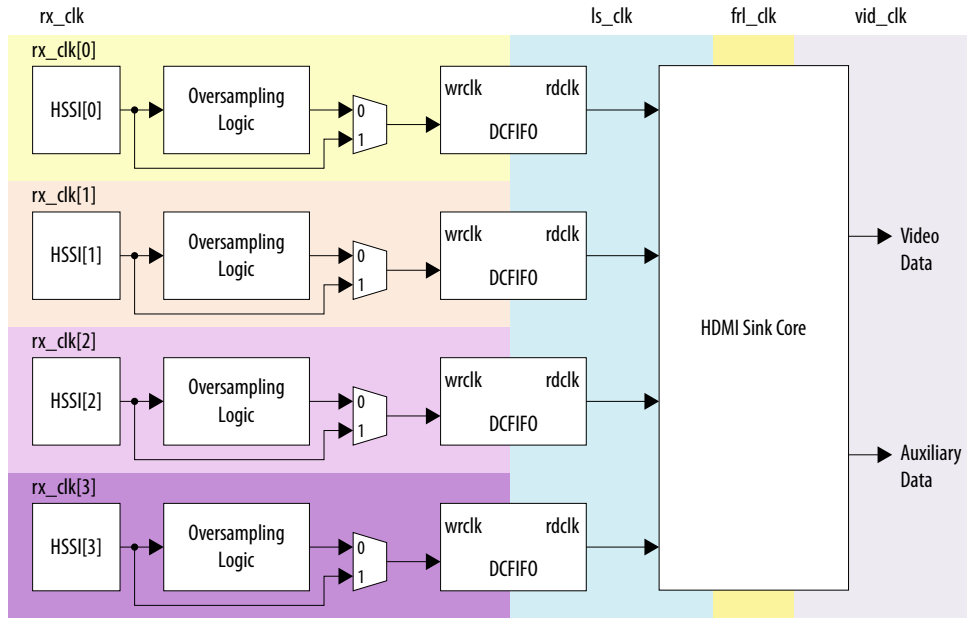 rx_clk
ls_clk
frl_clk
vid_clk
rx_clk[0]
HSSI[0]
Oversampling
Logic
0
1
wrclk
rdclk
DCFIFO
rx_clk[1]
HSSI[1]
Oversampling
Logic
0
1
wrclk
rdclk
DCFIFO
rx_clk[2]
HSSI[2]
Oversampling
Logic
0
1
wrclk
rdclk
DCFIFO
rx_clk[3]
HSSI[3]
Oversampling
Logic
0
1
wrclk
rdclk
DCFIFO
HDMI Sink Core
Video
Data
Auxiliary
Data